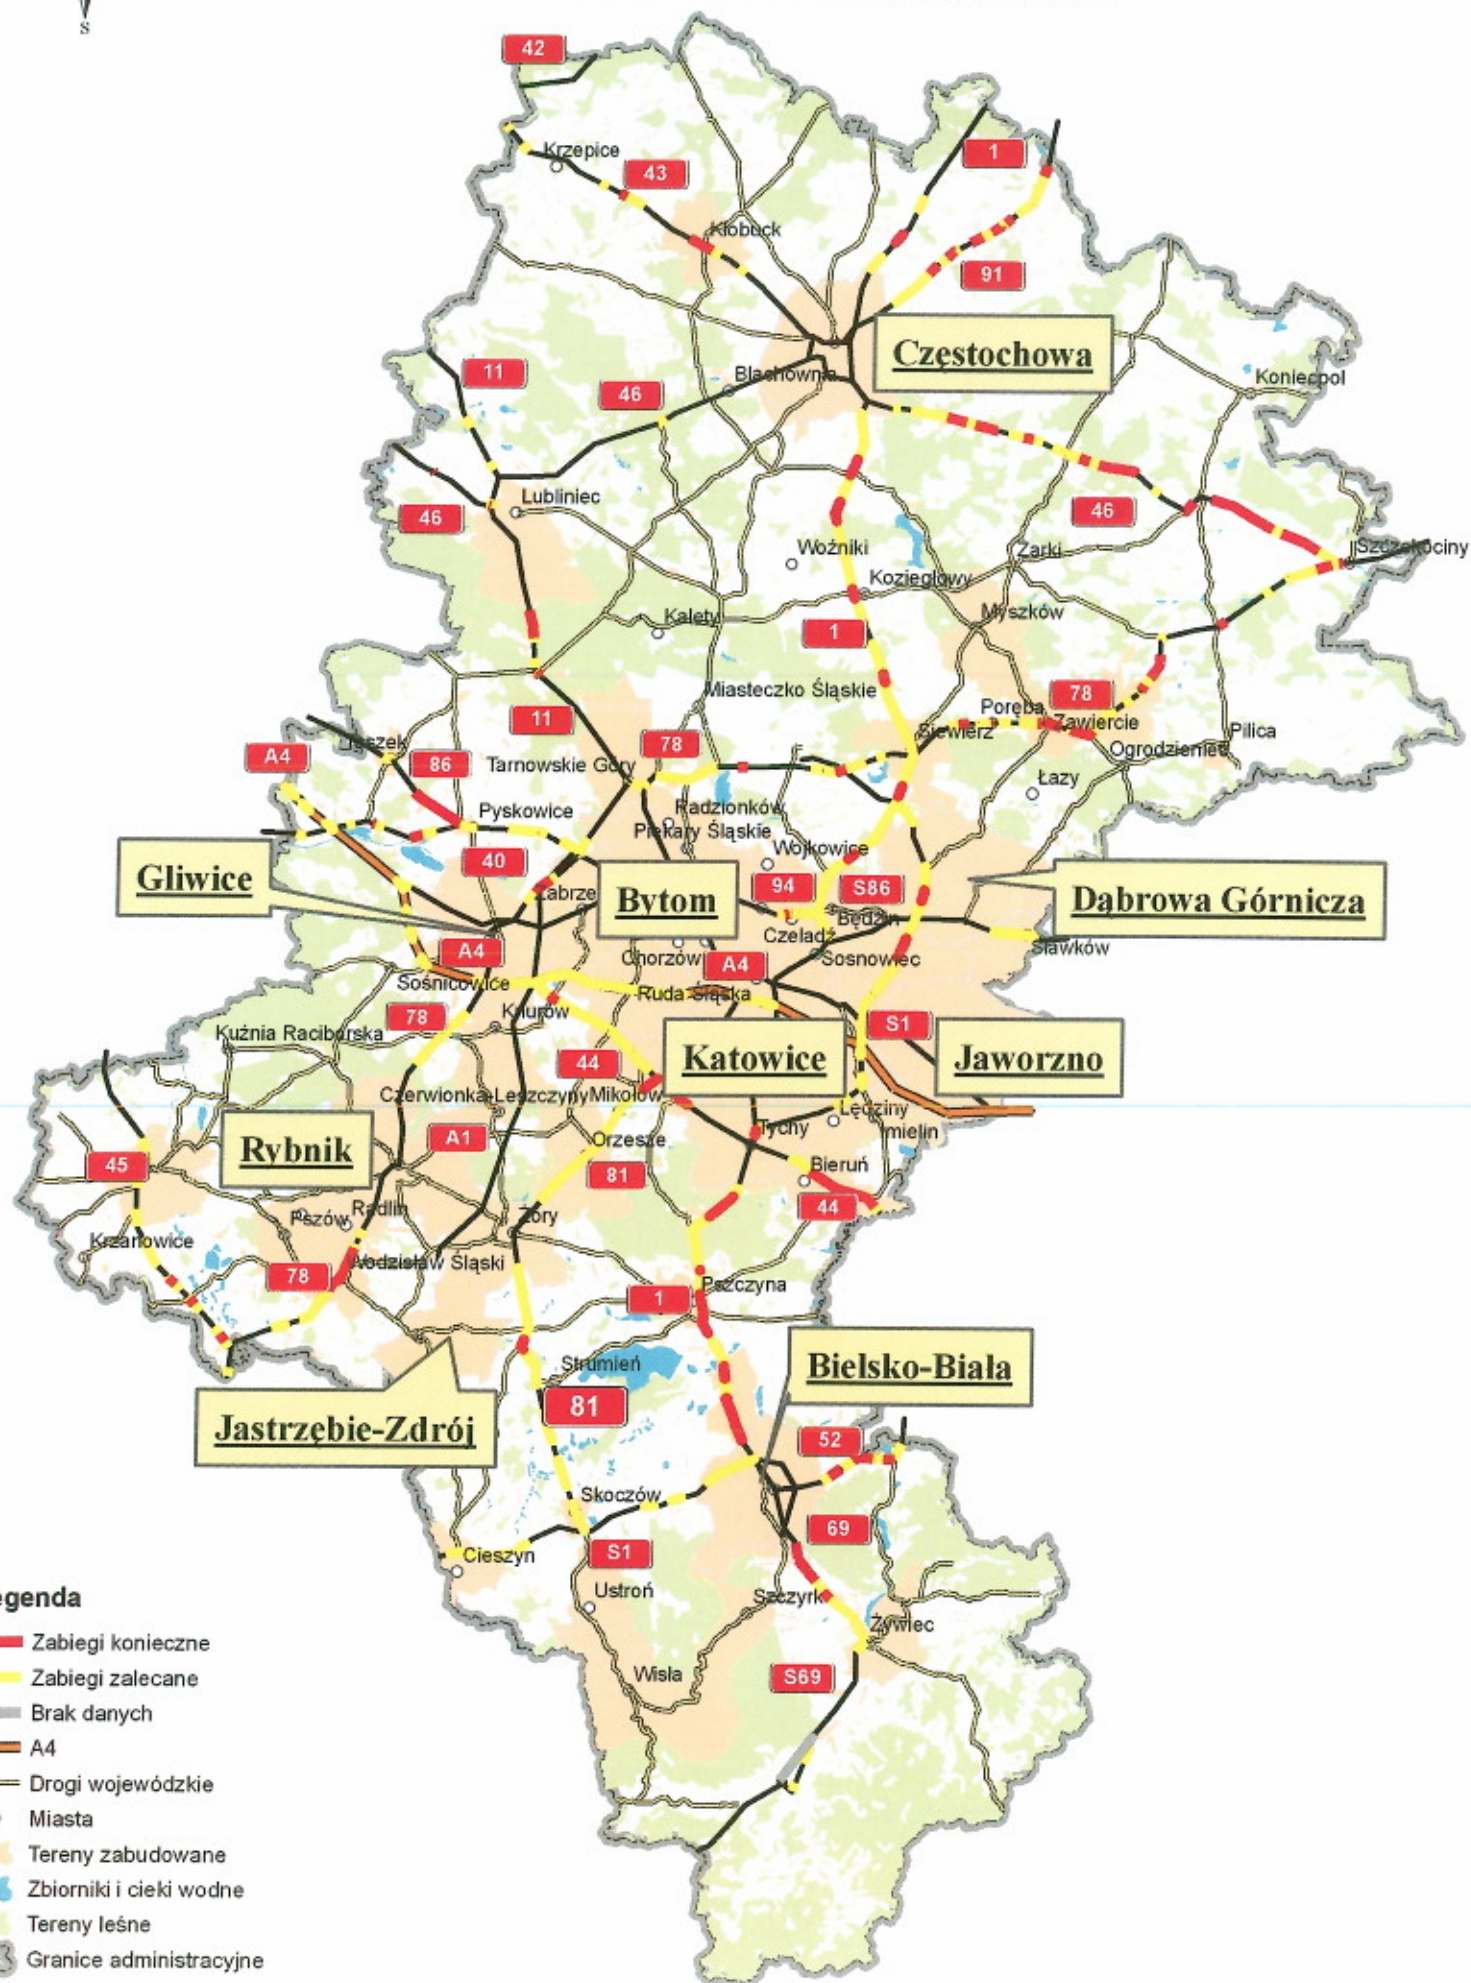 S
42
Krzepice
43
1
Kłobuck
91
Częstochowa
11
46
Blachownia
Koniecpol
Lubliniec
46
46
Woźniki
Żarki
Szczekociny
Koziegłowy
Kalety
Myszków
1
Miasteczko Śląskie
78
11
Poręba
Zawiercie
Siewierz
Pilica
78
A4
86
Tarnowskie Góry
Ogrodzieniec
Łazy
Pyskowice
Radzionków
Piekary Śląskie
40
Wojkowice
Gliwice
94
S86
Zabrze
Bytom
Dąbrowa Górnicza
Będzin
Czeladź
Sławków
A4
Chorzów
A4
Sosnowiec
Sośnicowice
Ruda Śląska
78
Knurów
S1
Kuźnia Raciborska
44
Katowice
Jaworzno
Czerwionka-Leszczyny
Mikołów
Lędziny
Imielin
Rybnik
A1
Orzesze
Tychy
45
81
Bieruń
44
Pszów
Radlin
Żory
Krzanowice
78
Wodzisław Śląski
Pszczyna
1
Strumień
Bielsko-Biała
81
Jastrzębie-Zdrój
52
Skoczów
69
Cieszyn
S1
Ustroń
Szczyrk
Żywiec
Wisła
S69
egenda
Zabiegi konieczne
Zabiegi zalecane
Brak danych
A4
Drogi wojewódzkie
Miasta
Tereny zabudowane
Zbiorniki i cieki wodne
Tereny leśne
Granice administracyjne